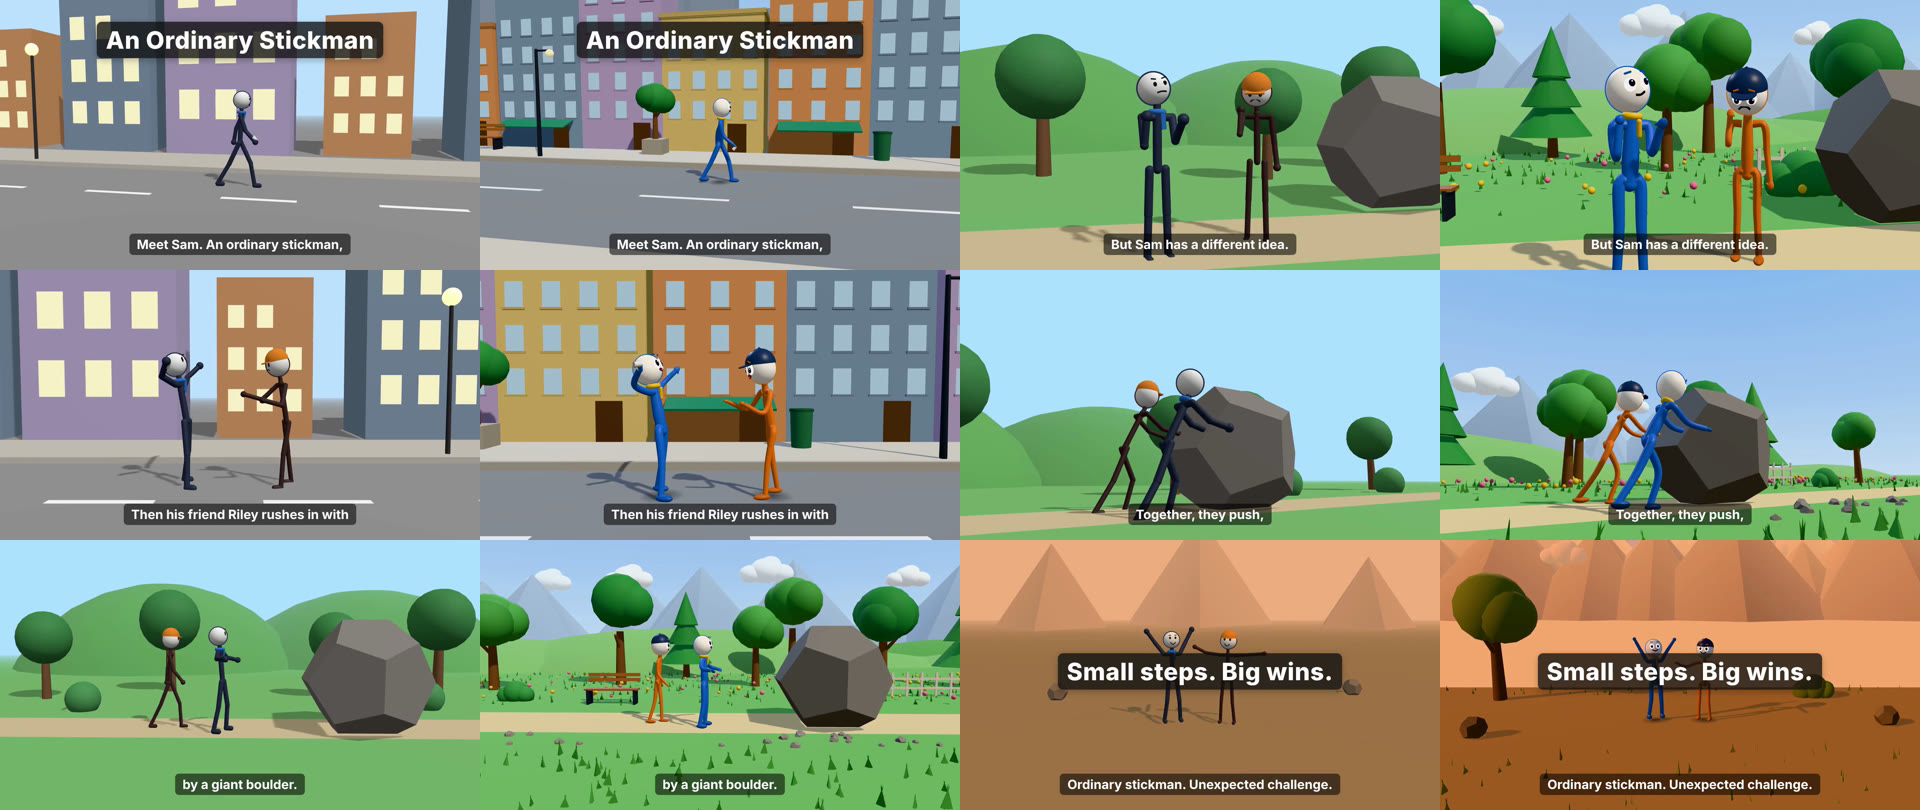 An Ordinary Stickman
An Ordinary Stickman
Meet Sam. An ordinary stickman,
Meet Sam. An ordinary stickman,
But Sam has a different idea.
But Sam has a different idea.
Then his friend Riley rushes in with
Then his friend Riley rushes in with
Together, they push,
Together, they push,
by a giant boulder.
by a giant boulder.
Small steps. Big wins.
Small steps. Big wins.
Ordinary stickman. Unexpected challenge.
Ordinary stickman. Unexpected challenge.